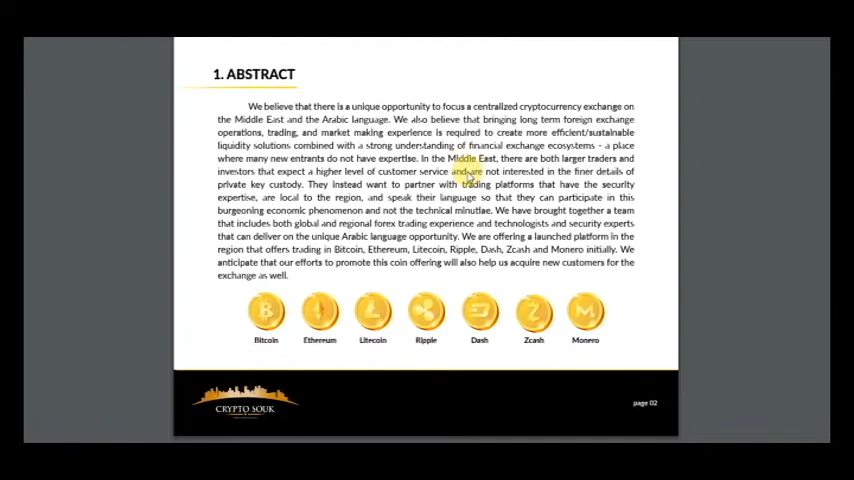 1. ABSTRACT
We believe that there is a unique opportunity to focus a centralized cryptocurrency exchange on
the Middle East and the Arabic language. We also believe that bringing long term foreign exchange
operations, trading, and market making experience is required to create more efficient/sustainable
liquidity solutions combined with a strong understanding of financial exchange ecosystems - a place
where many new entrants do not have expertise. In the Middle East, there are both larger traders and
investors that expect a higher level of customer service and are not interested in the finer details of
private key custody. They instead want to partner with trading platforms that have the security
expertise, are local to the region, and speak their language so that they can participate in this
burgeoning economic phenomenon and not the technical minutiae. We have brought together a team
that includes both global and regional forex trading experience and technologists and security experts
that can deliver on the unique Arabic language opportunity. We are offering a launched platform in the
region that offers trading in Bitcoin, Ethereum, Litecoin, Ripple, Dash, Zcash and Monero initially. We
anticipate that our efforts to promote this coin offering will also help us acquire new customers for the
exchange as well.
Bitcoin Ethereum Litecoin Ripple Dash Zcash Monero
CRYPTO SOUK
page 02